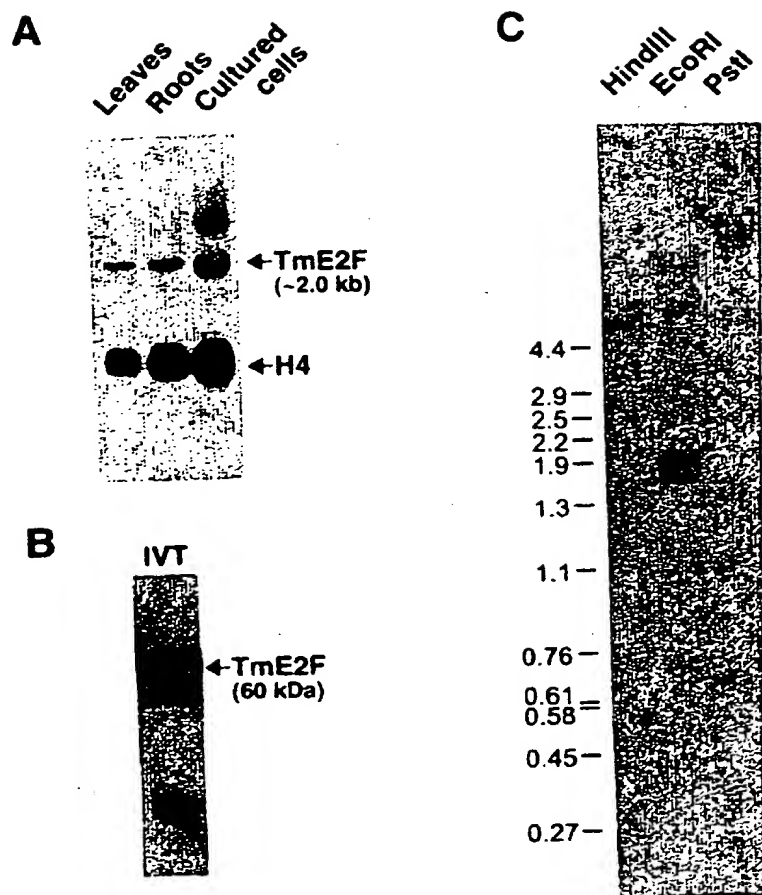 A
Leaves
Roots
Cultured
cells
TmE2F
(~2.0 kb)
H4
B
IVT
TmE2F
(60 kDa)
C
HindIII
EcoRI
PstI
4.4
2.9
2.5
2.2
1.9
1.3
1.1
0.76
0.61
0.58
0.45
0.27